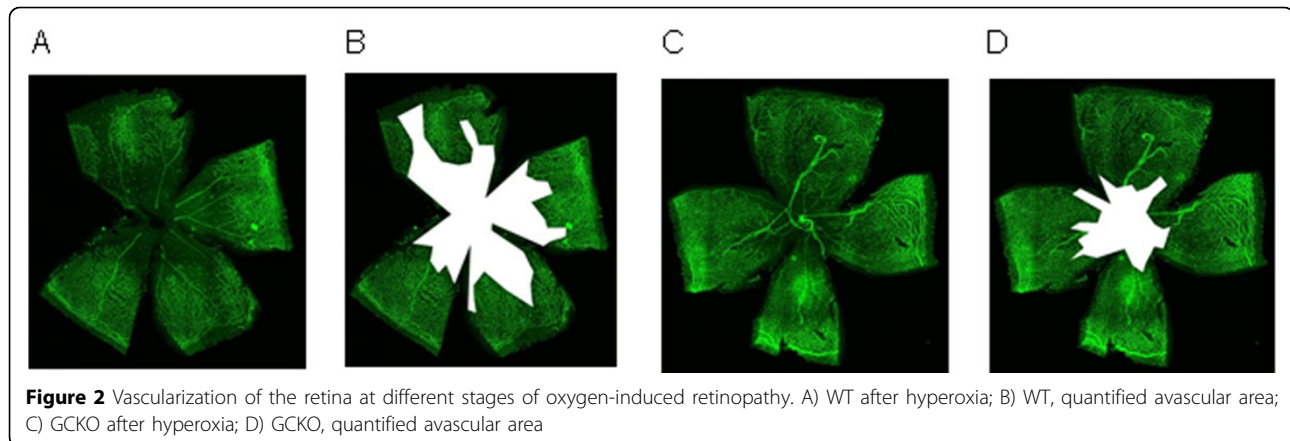 A B C D
Figure 2 Vascularization of the retina at different stages of oxygen-induced retinopathy. A) WT after hyperoxia; B) WT, quantified avascular area;
C) GCKO after hyperoxia; D) GCKO, quantified avascular area